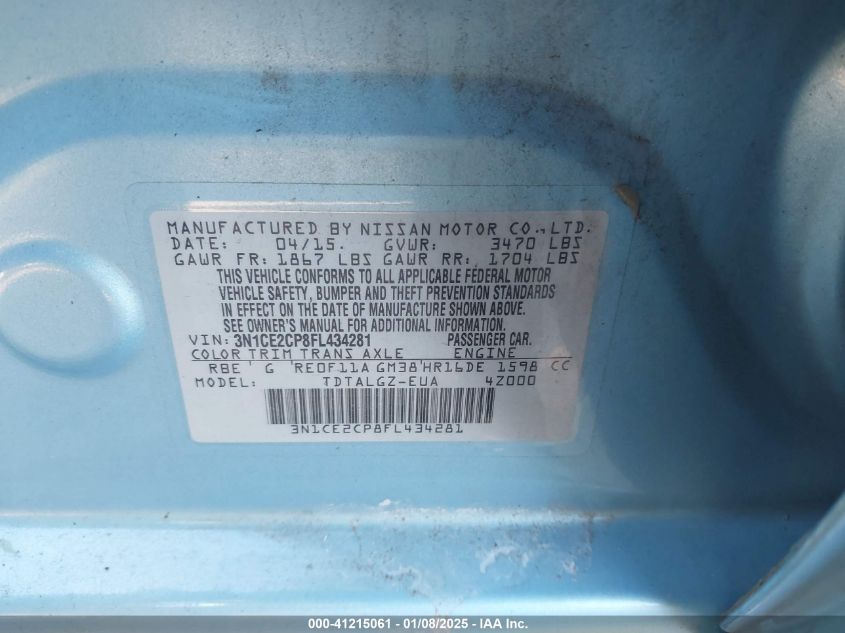 MANUFACTURED BY NISSAN MOTOR CO.,LTD.
DATE: 04/15. GVWR: 3470 LBS
GAWR FR: 1867 LBS GAWR RR: 1704 LBS
THIS VEHICLE CONFORMS TO ALL APPLICABLE FEDERAL MOTOR
VEHICLE SAFETY, BUMPER AND THEFT PREVENTION STANDARDS
IN EFFECT ON THE DATE OF MANUFACTURE SHOWN ABOVE.
SEE OWNER'S MANUAL FOR ADDITIONAL INFORMATION.
VIN: 3N1CE2CP8FL434281 PASSENGER CAR.
COLOR TRIM TRANS AXLE ENGINE
RBE' G 'RE0F11A GM38'HR16DE 1598 CC
MODEL: TDTALGZ-EUA 4Z000
3N1CE2CP8FL434281
000-41215061 - 01/08/2025 - IAA Inc.